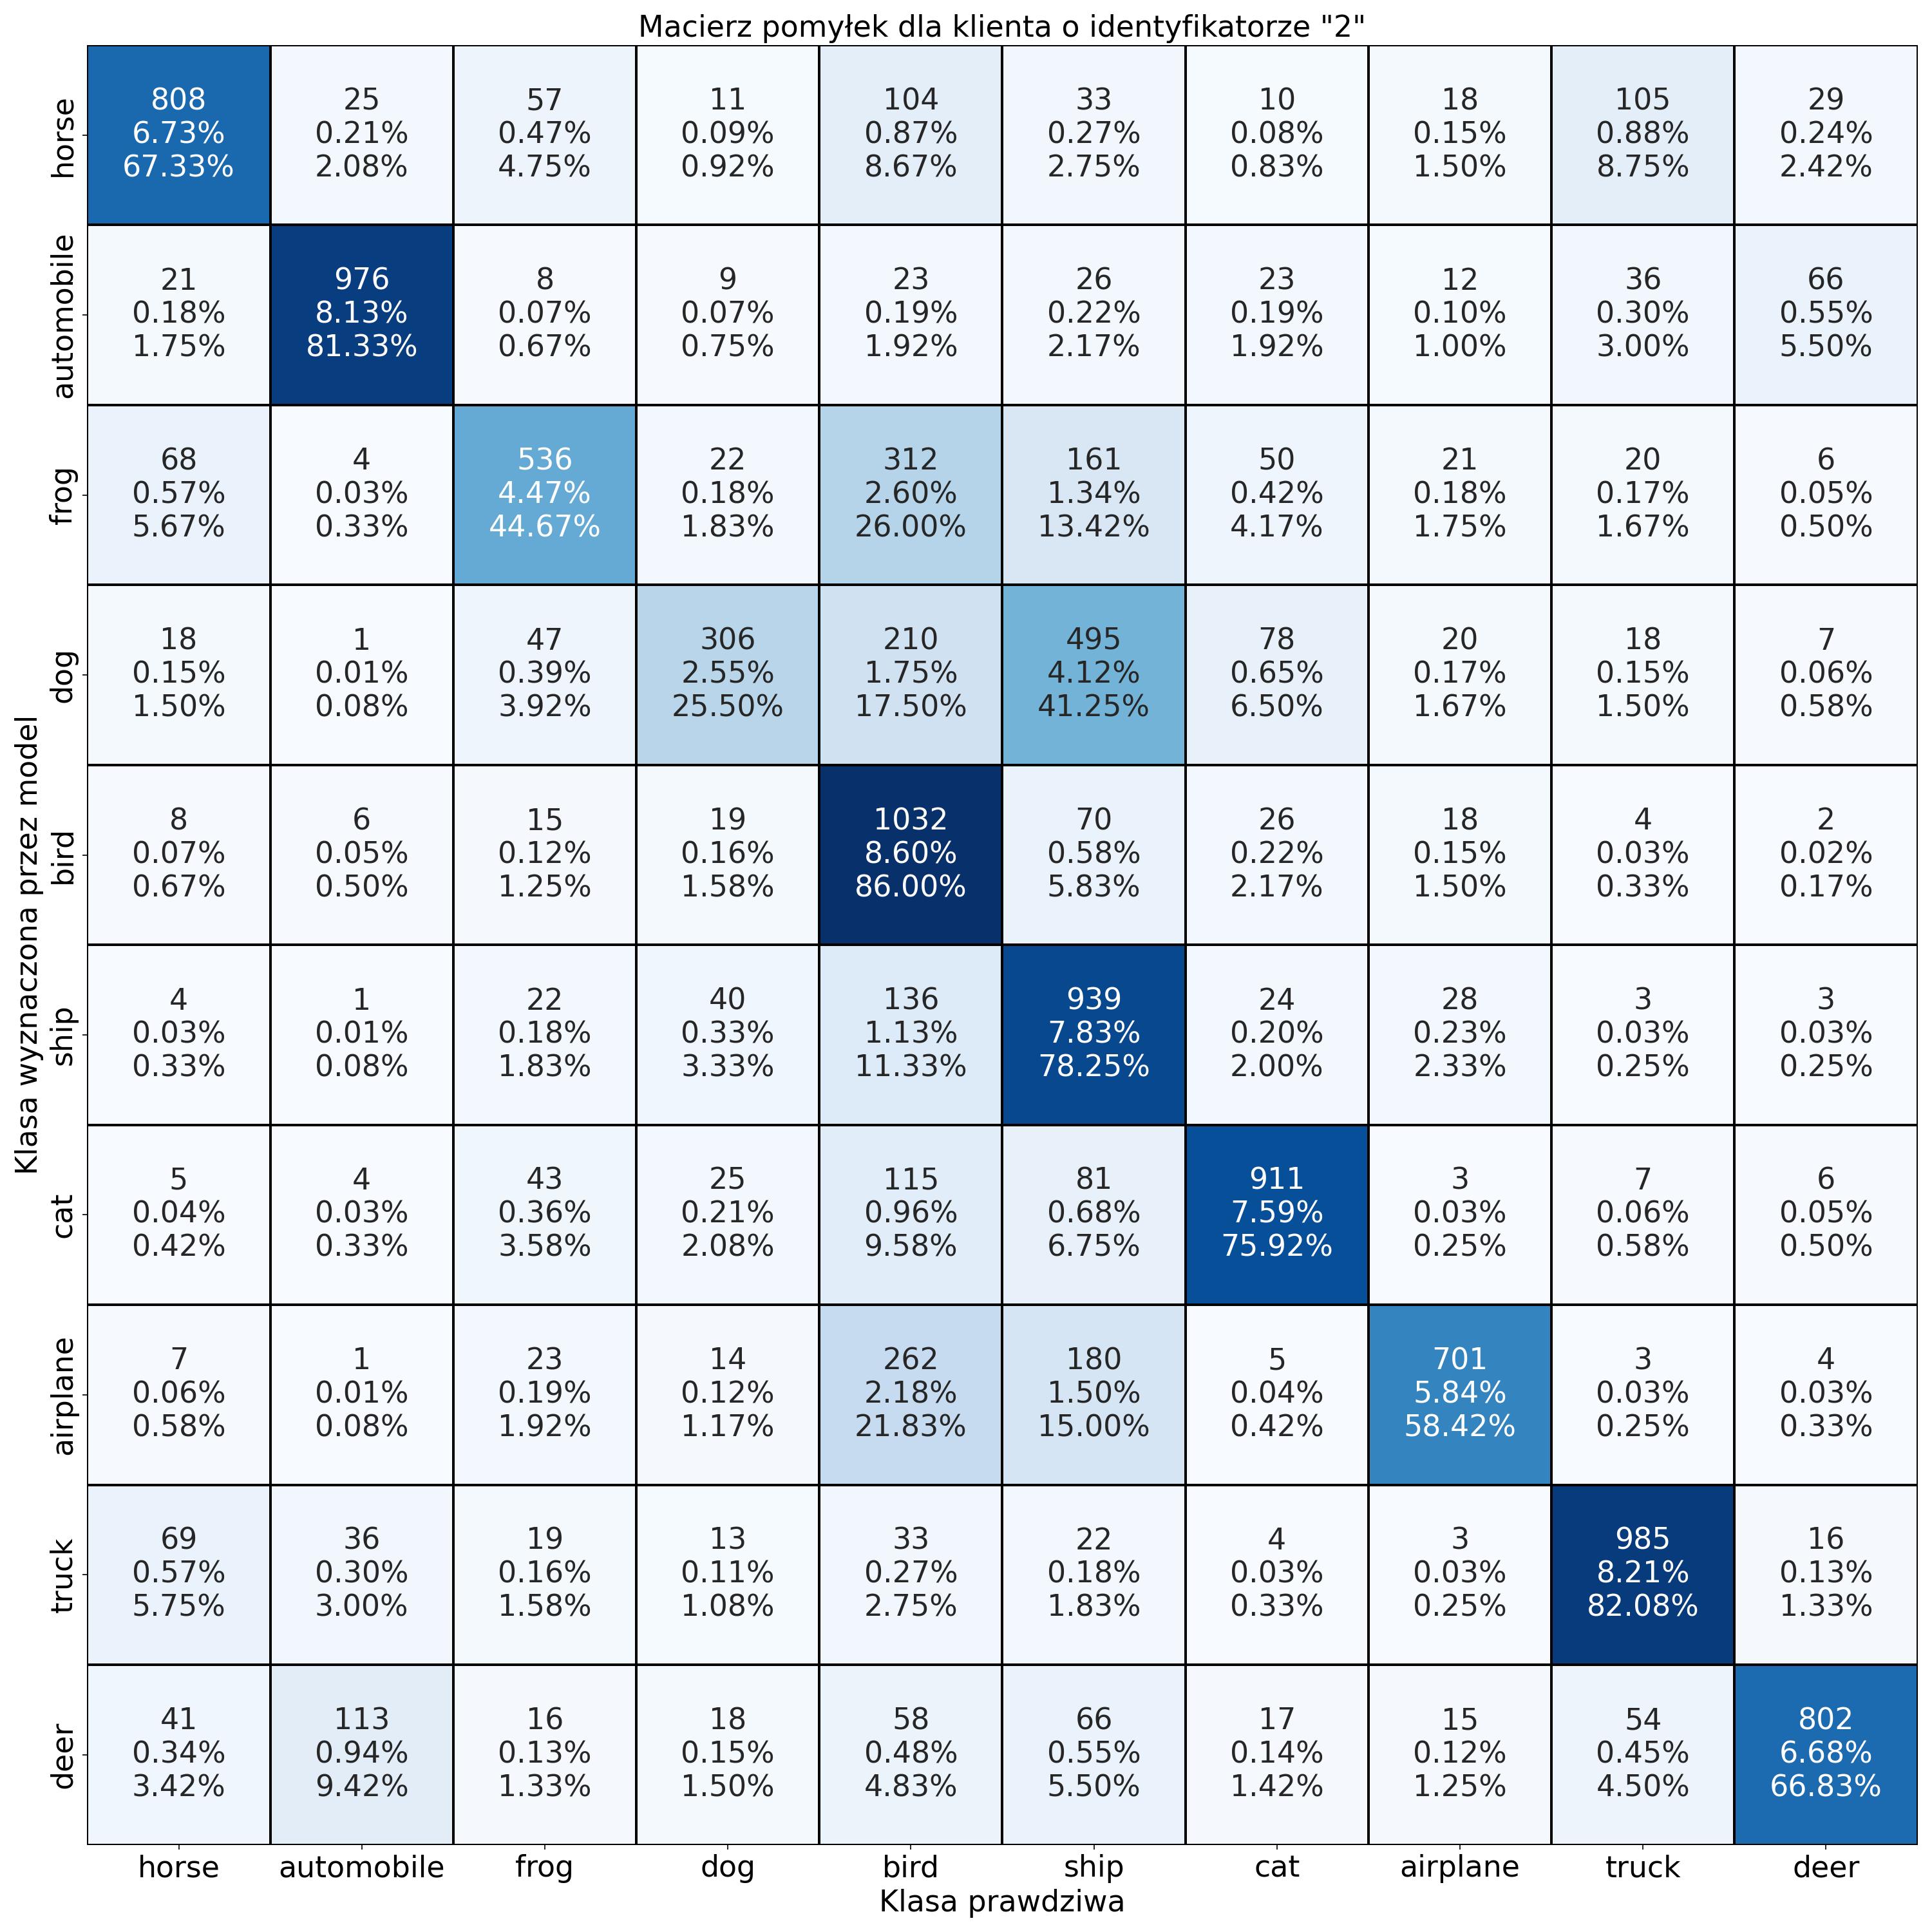 Macierz pomyłek dla klienta o identyfikatorze "2"
Klasa wyznaczona przez model
horse
808 25 57 11 104 33 10 18 105 29
6.73% 0.21% 0.47% 0.09% 0.87% 0.27% 0.08% 0.15% 0.88% 0.24%
67.33% 2.08% 4.75% 0.92% 8.67% 2.75% 0.83% 1.50% 8.75% 2.42%
automobile
21 976 8 9 23 26 23 12 36 66
0.18% 8.13% 0.07% 0.07% 0.19% 0.22% 0.19% 0.10% 0.30% 0.55%
1.75% 81.33% 0.67% 0.75% 1.92% 2.17% 1.92% 1.00% 3.00% 5.50%
frog
68 4 536 22 312 161 50 21 20 6
0.57% 0.03% 4.47% 0.18% 2.60% 1.34% 0.42% 0.18% 0.17% 0.05%
5.67% 0.33% 44.67% 1.83% 26.00% 13.42% 4.17% 1.75% 1.67% 0.50%
dog
18 1 47 306 210 495 78 20 18 7
0.15% 0.01% 0.39% 2.55% 1.75% 4.12% 0.65% 0.17% 0.15% 0.06%
1.50% 0.08% 3.92% 25.50% 17.50% 41.25% 6.50% 1.67% 1.50% 0.58%
bird
8 6 15 19 1032 70 26 18 4 2
0.07% 0.05% 0.12% 0.16% 8.60% 0.58% 0.22% 0.15% 0.03% 0.02%
0.67% 0.50% 1.25% 1.58% 86.00% 5.83% 2.17% 1.50% 0.33% 0.17%
ship
4 1 22 40 136 939 24 28 3 3
0.03% 0.01% 0.18% 0.33% 1.13% 7.83% 0.20% 0.23% 0.03% 0.03%
0.33% 0.08% 1.83% 3.33% 11.33% 78.25% 2.00% 2.33% 0.25% 0.25%
cat
5 4 43 25 115 81 911 3 7 6
0.04% 0.03% 0.36% 0.21% 0.96% 0.68% 7.59% 0.03% 0.06% 0.05%
0.42% 0.33% 3.58% 2.08% 9.58% 6.75% 75.92% 0.25% 0.58% 0.50%
airplane
7 1 23 14 262 180 5 701 3 4
0.06% 0.01% 0.19% 0.12% 2.18% 1.50% 0.04% 5.84% 0.03% 0.03%
0.58% 0.08% 1.92% 1.17% 21.83% 15.00% 0.42% 58.42% 0.25% 0.33%
truck
69 36 19 13 33 22 4 3 985 16
0.57% 0.30% 0.16% 0.11% 0.27% 0.18% 0.03% 0.03% 8.21% 0.13%
5.75% 3.00% 1.58% 1.08% 2.75% 1.83% 0.33% 0.25% 82.08% 1.33%
deer
41 113 16 18 58 66 17 15 54 802
0.34% 0.94% 0.13% 0.15% 0.48% 0.55% 0.14% 0.12% 0.45% 6.68%
3.42% 9.42% 1.33% 1.50% 4.83% 5.50% 1.42% 1.25% 4.50% 66.83%
horse automobile frog dog bird ship cat airplane truck deer
Klasa prawdziwa